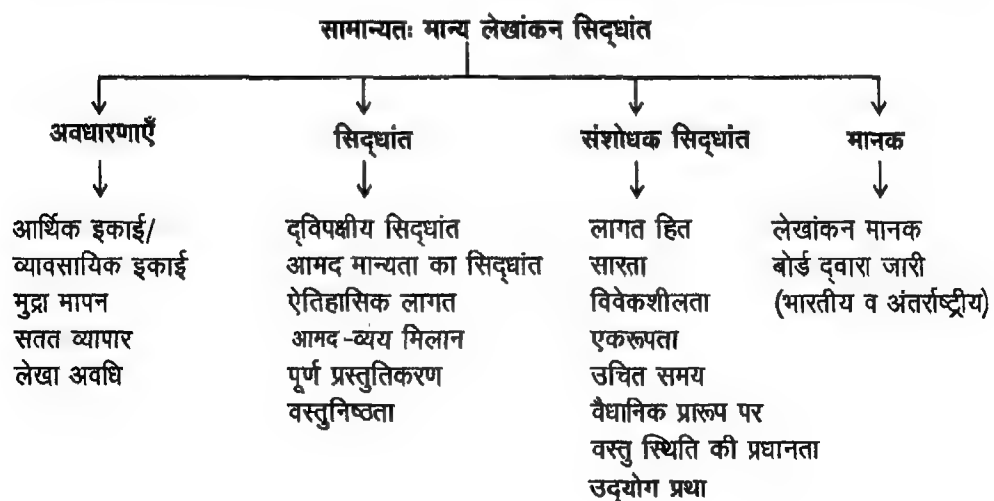 सामान्यतः मान्य लेखांकन सिद्धांत
अवधारणाएँ
सिद्धांत
संशोधक सिद्धांत
मानक
आर्थिक इकाई/
व्यावसायिक इकाई
मुद्रा मापन
सतत व्यापार
लेखा अवधि
द्विपक्षीय सिद्धांत
आमद मान्यता का सिद्धांत
ऐतिहासिक लागत
आमद-व्यय मिलान
पूर्ण प्रस्तुतिकरण
वस्तुनिष्ठता
लागत हित
सारता
विवेकशीलता
एकरूपता
उचित समय
वैधानिक प्रारूप पर
वस्तु स्थिति की प्रधानता
उद्योग प्रथा
लेखांकन मानक
बोर्ड द्वारा जारी
(भारतीय व अंतर्राष्ट्रीय)